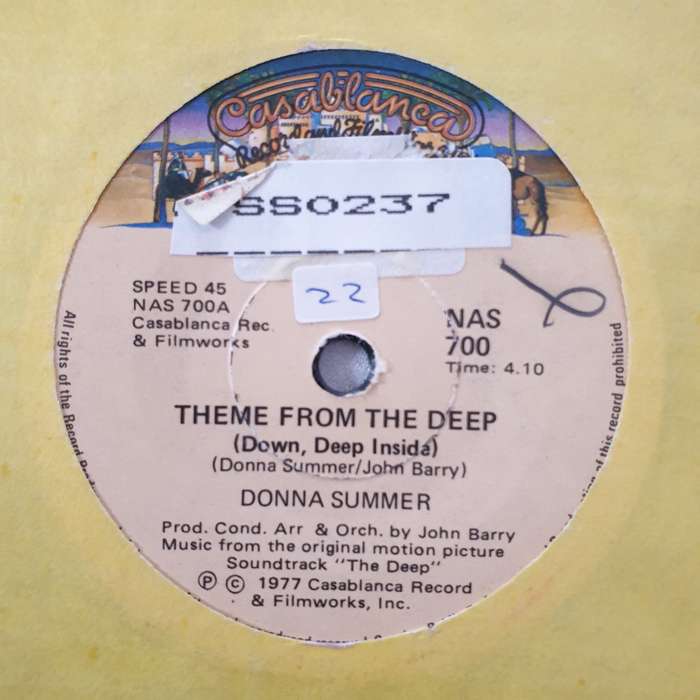 Casablanca
Record and Film
SS0237
22
SPEED 45
NAS 700A
Casablanca Rec.
& Filmworks
NAS
700
Time: 4.10
THEME FROM THE DEEP
(Down, Deep Insida)
(Donna Summer/John Barry)
DONNA SUMMER
Prod. Cond. Arr & Orch. by John Barry
Music from the original motion picture
Soundtrack "The Deep"
Ⓟ © 1977 Casablanca Record
& Filmworks, Inc.
All rights of the Record
of this record prohibited